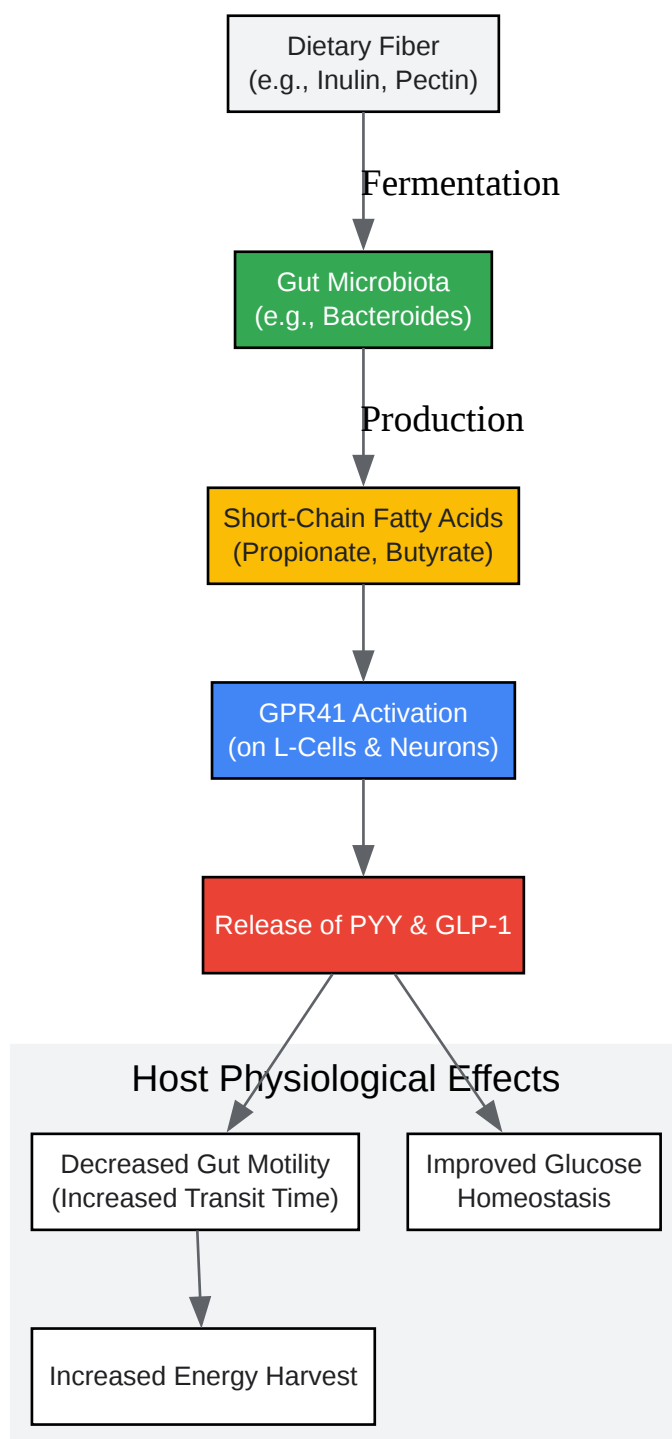 Dietary Fiber
(e.g., Inulin, Pectin)
Fermentation
Gut Microbiota
(e.g., Bacteroides)
Production
Short-Chain Fatty Acids
(Propionate, Butyrate)
GPR41 Activation
(on L-Cells & Neurons)
Release of PYY & GLP-1
Host Physiological Effects
Decreased Gut Motility
(Increased Transit Time)
Improved Glucose
Homeostasis
Increased Energy Harvest